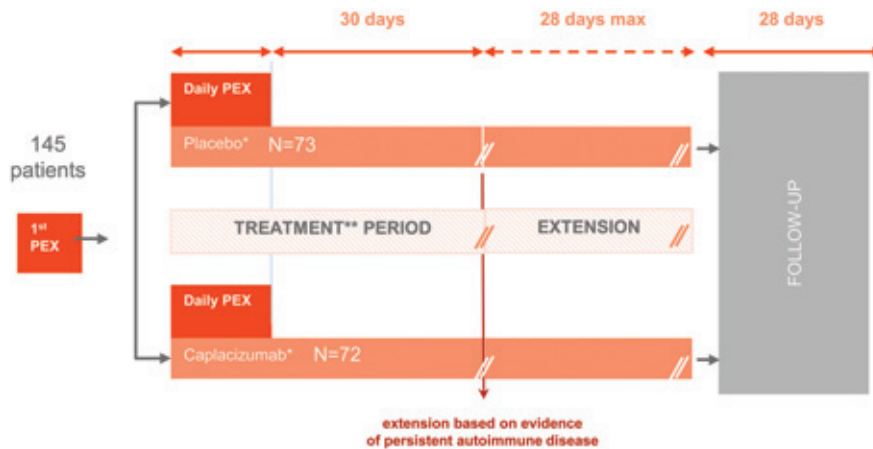 30 days
28 days max
28 days
Daily PEX
Placebo* N=73
145
patients
1st
PEX
TREATMENT** PERIOD
EXTENSION
FOLLOW-UP
Daily PEX
Caplacizumab* N=72
extension based on evidence
of persistent autoimmune disease